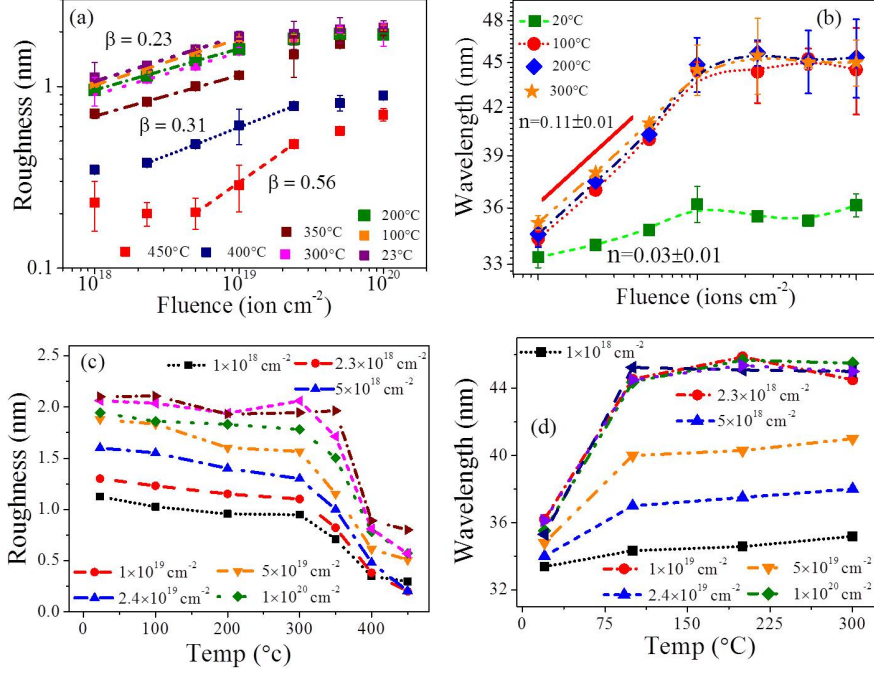 (a)
β = 0.23
β = 0.31
β = 0.56
1
0.1
Roughness (nm)
200°C
350°C
100°C
450°C
400°C
300°C
23°C
10^18
10^19
10^20
Fluence (ion cm^-2)
(b)
20°C
100°C
200°C
300°C
n=0.11±0.01
n=0.03±0.01
48
45
42
39
36
33
Wavelength (nm)
Fluence (ions cm^-2)
(c)
1×10^18 cm^-2
2.3×10^18 cm^-2
5×10^18 cm^-2
2.5
2.0
1.5
1.0
0.5
0.0
Roughness (nm)
1×10^19 cm^-2
5×10^19 cm^-2
2.4×10^19 cm^-2
1×10^20 cm^-2
0
100
200
300
400
Temp (°c)
1×10^18 cm^-2
2.3×10^18 cm^-2
5×10^18 cm^-2
(d)
44
40
36
32
Wavelength (nm)
1×10^19 cm^-2
5×10^19 cm^-2
2.4×10^19 cm^-2
1×10^20 cm^-2
0
75
150
225
300
Temp (°C)